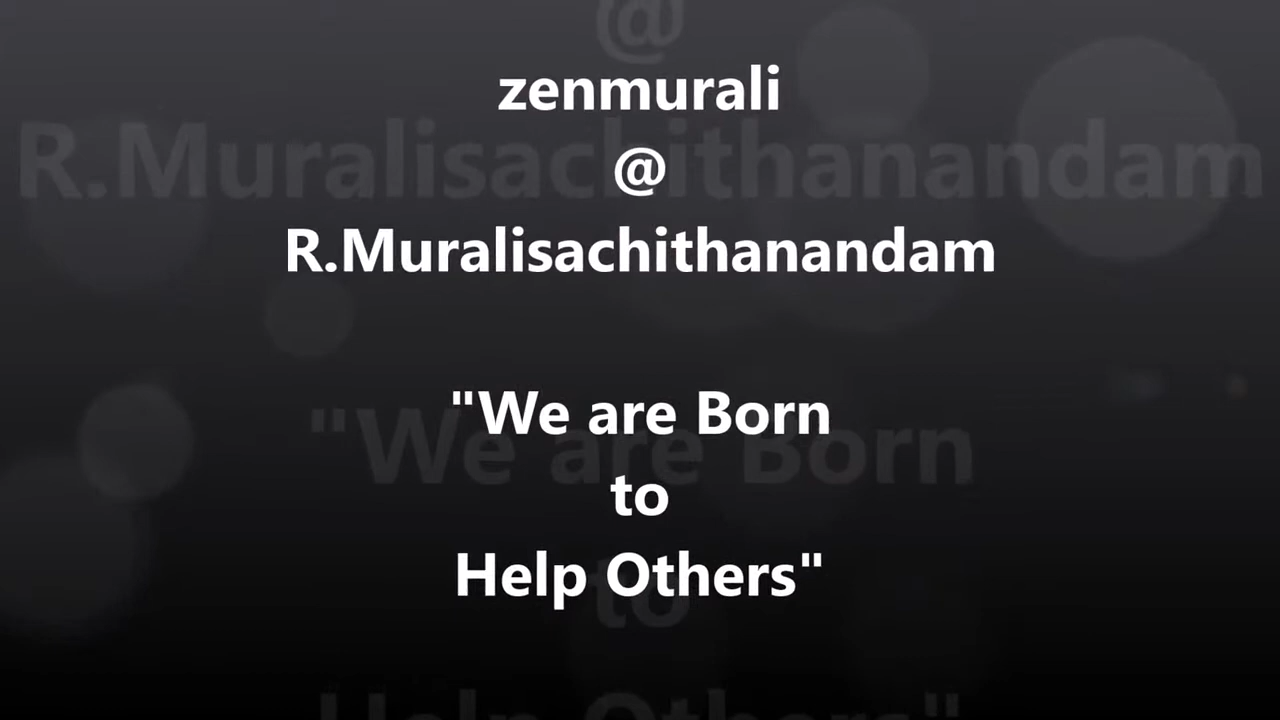 zenmurali
@
R.Muralisachithanandam
"We are Born
to
Help Others"